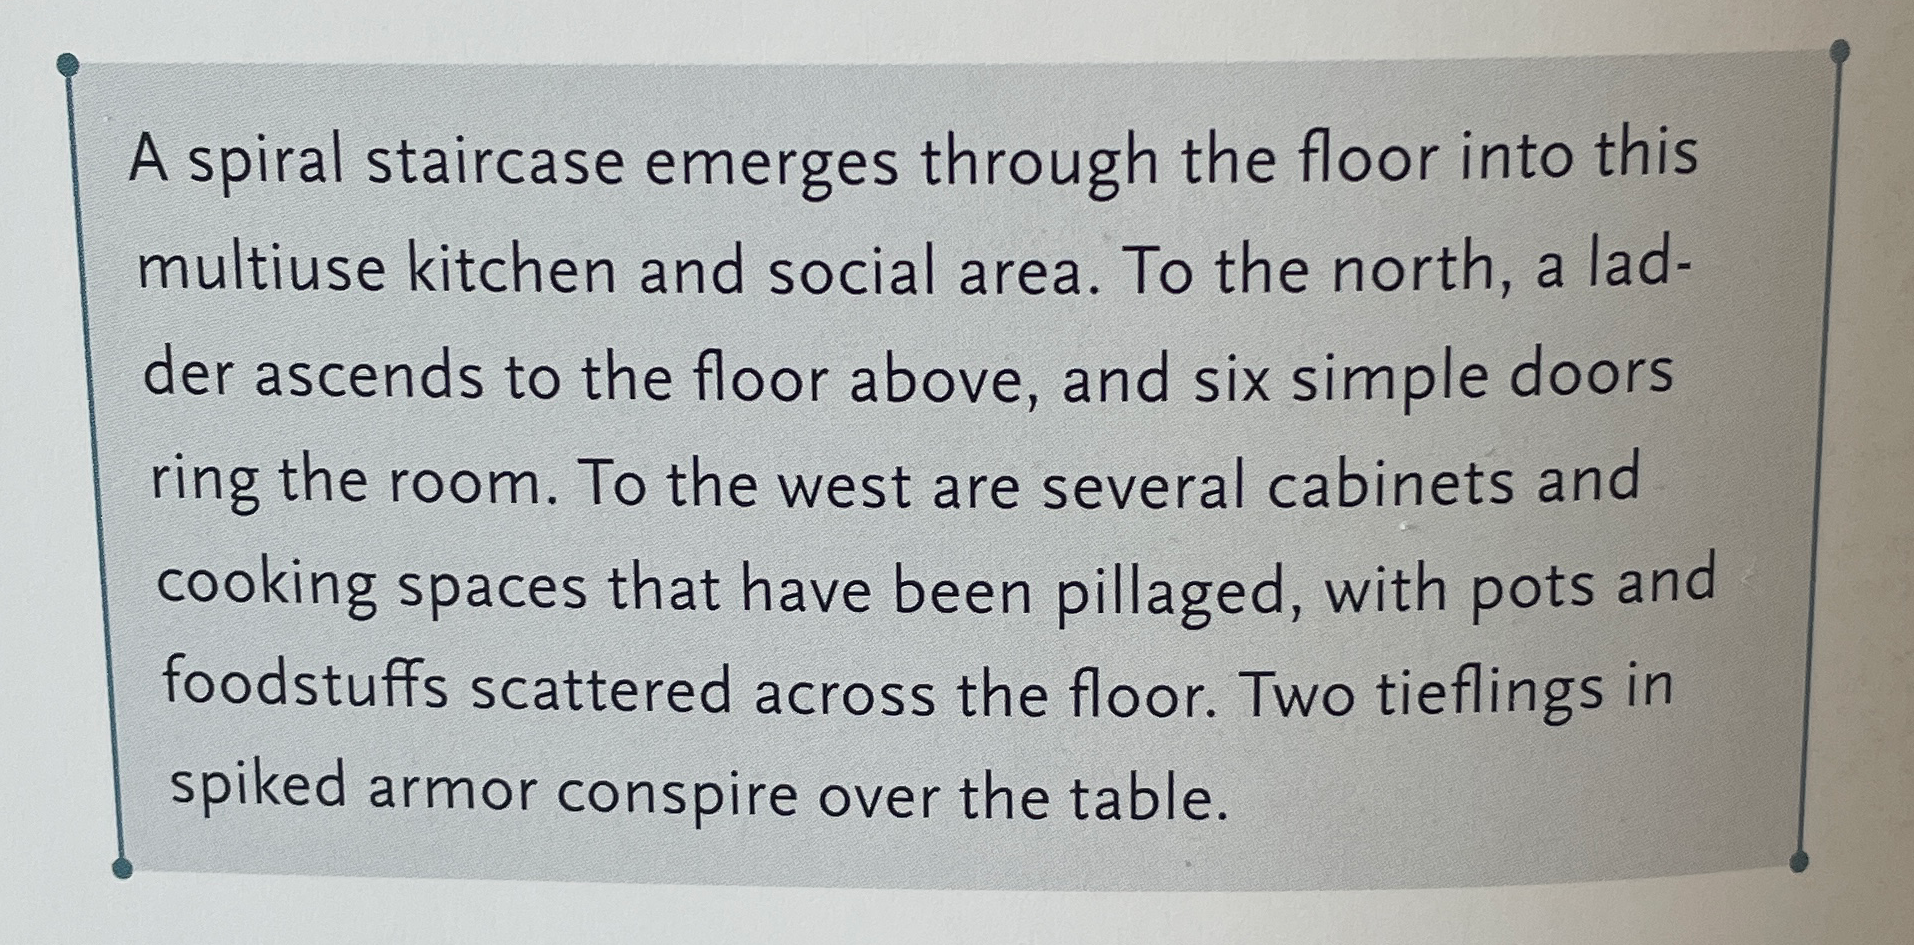 A spiral staircase emerges through the floor into this
multiuse kitchen and social area. To the north, a lad-
der ascends to the floor above, and six simple doors
ring the room. To the west are several cabinets and
cooking spaces that have been pillaged, with pots and
foodstuffs scattered across the floor. Two tieflings in
spiked armor conspire over the table.